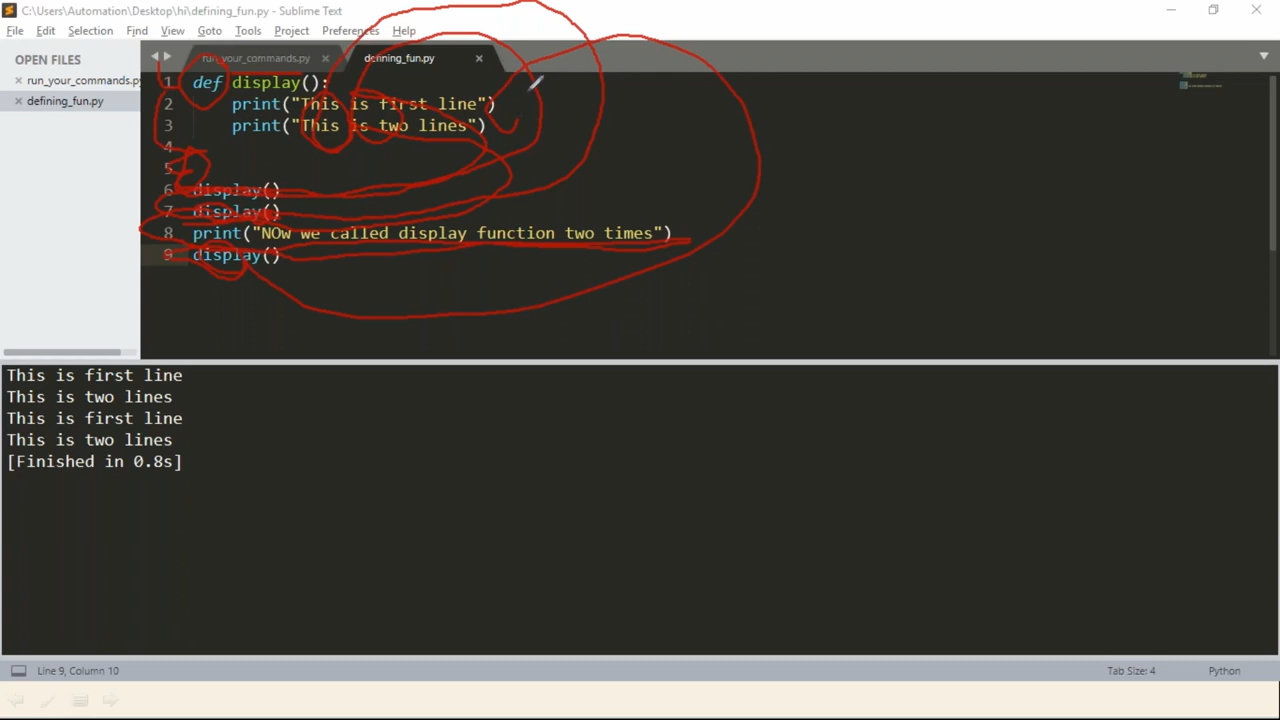 C:\Users\Automation\Desktop\hi\defining_fun.py - Sublime Text
File Edit Selection View Goto Tools Project Preferences Help
OPEN FILES
run_your_commands.py
defining_fun.py
run_your_commands.py
defining_fun.py
1 def display():
2 print("This is first line")
3 print("This is two lines")
4
5
6 display()
7 display()
8 print("NOw we called display function two times")
9 display()
This is first line
This is two lines
This is first line
This is two lines
[Finished in 0.8s]
Line 9, Column 10
Tab Size: 4
Python